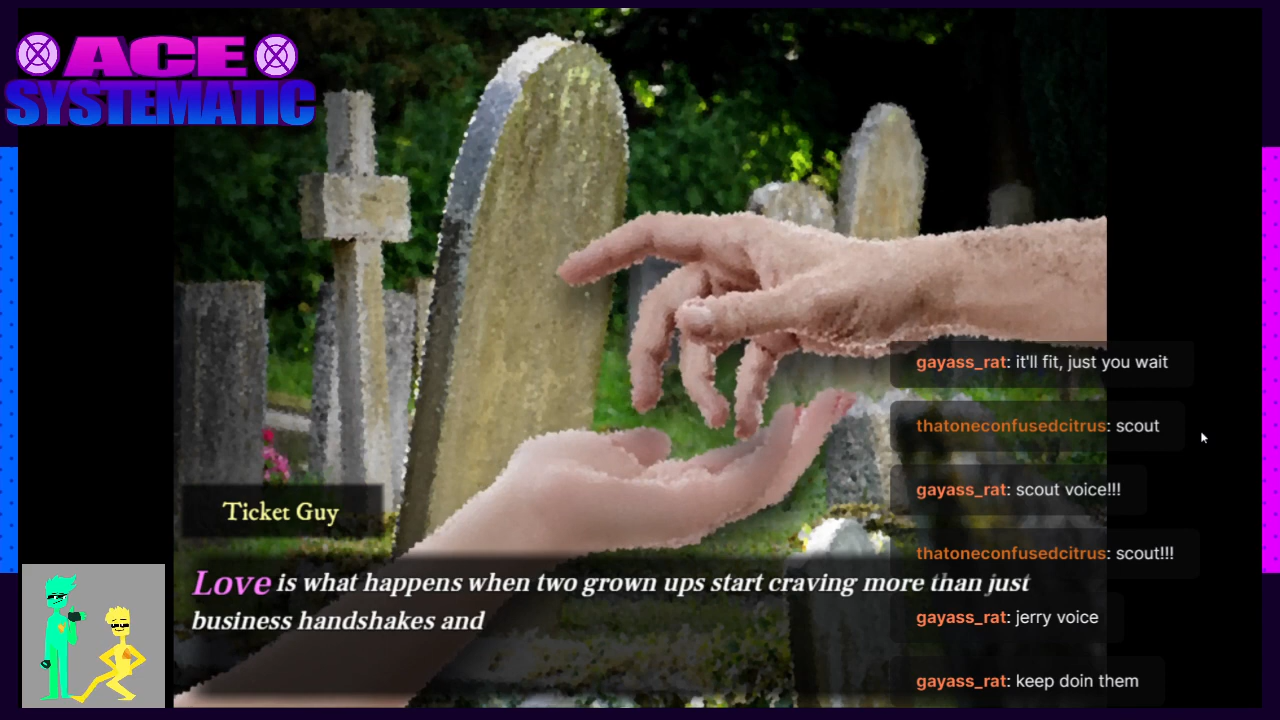 ACE
SYSTEMATIC
gayass_rat: it'll fit, just you wait
thatoneconfusedcitrus: scout
gayass_rat: scout voice!!!
thatoneconfusedcitrus: scout!!!
gayass_rat: jerry voice
gayass_rat: keep doin them
Ticket Guy
Love is what happens when two grown ups start craving more than just
business handshakes and